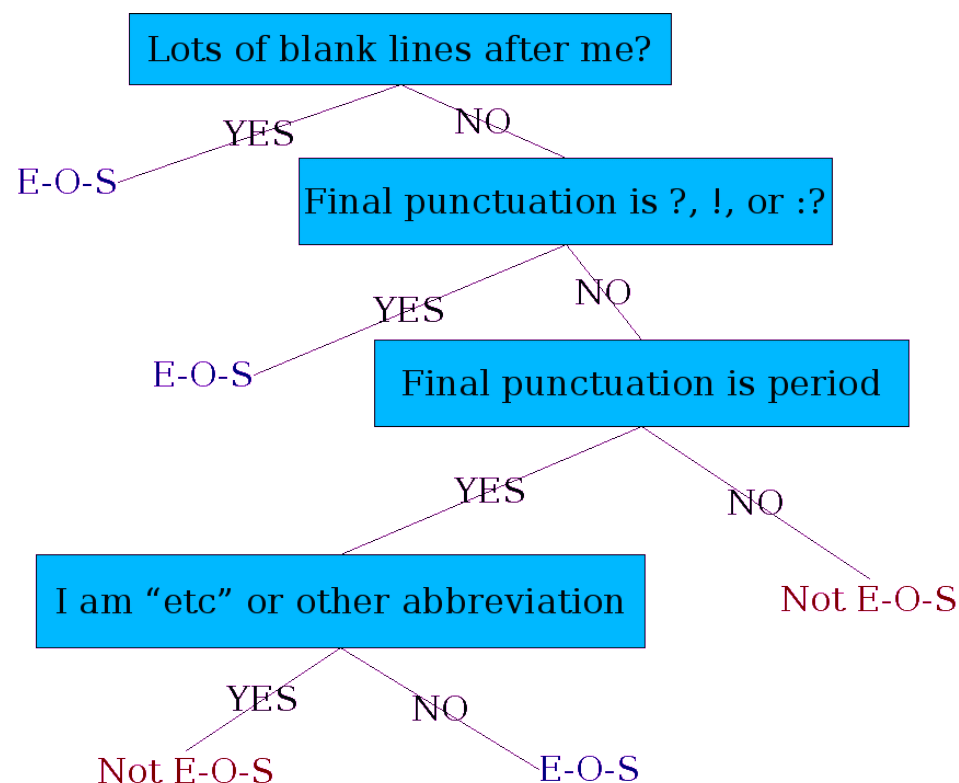 Lots of blank lines after me?
YES
NO
E-O-S
Final punctuation is ?, !, or :?
YES
NO
E-O-S
Final punctuation is period
YES
NO
I am “etc” or other abbreviation
Not E-O-S
YES
NO
Not E-O-S
E-O-S